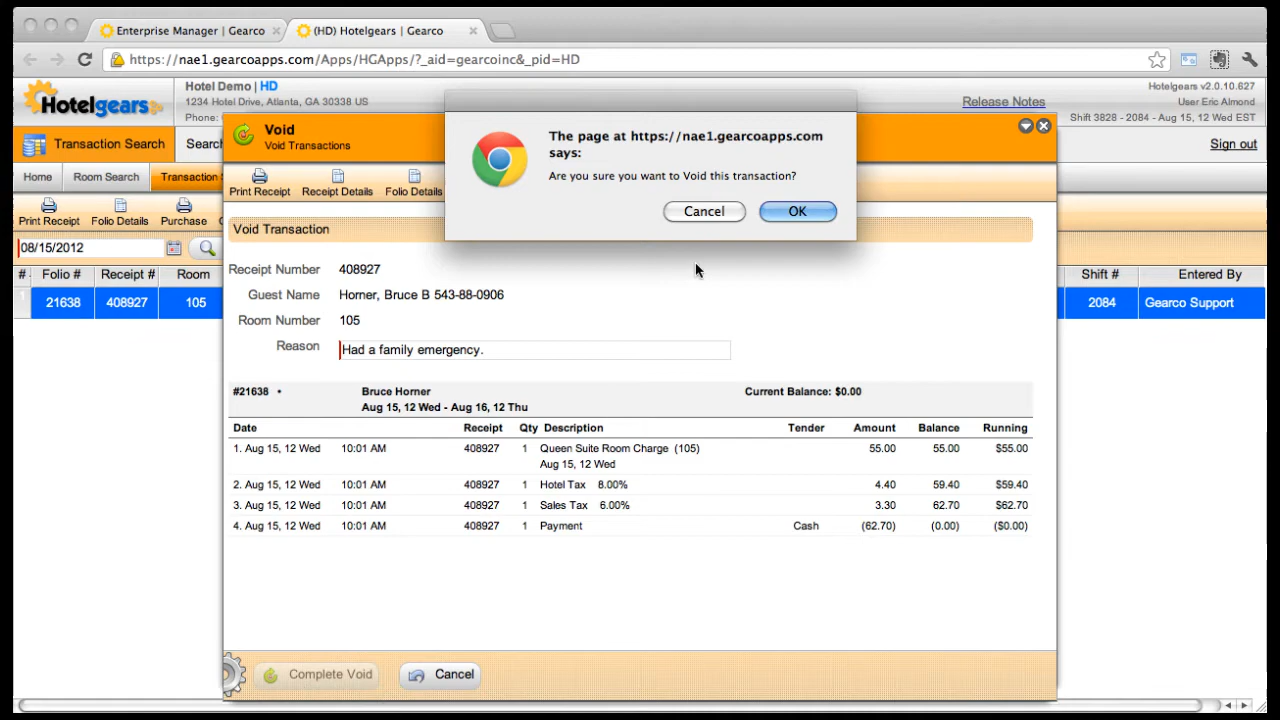 Enterprise Manager | Gearco
(HD) Hotelgears | Gearco
https://nae1.gearcoapps.com/Apps/HGApps/?_aid=gearcoinc&_pid=HD
Hotelgears
Hotel Demo | HD
1234 Hotel Drive, Atlanta, GA 30338 US
Phone:
Release Notes
Hotelgears v2.0.10.627
User Eric Almond
Shift 3828 - 2084 - Aug 15, 12 Wed EST
Transaction Search
Sign out
Home
Room Search
Transaction
Print Receipt
Folio Details
Purchase
08/15/2012
#
Folio #
Receipt #
Room
Shift #
Entered By
1
21638
408927
105
2084
Gearco Support
Void
Void Transactions
Print Receipt
Receipt Details
Folio Details
The page at https://nae1.gearcoapps.com
says:
Are you sure you want to Void this transaction?
Cancel
OK
Void Transaction
Receipt Number 408927
Guest Name Horner, Bruce B 543-88-0906
Room Number 105
Reason Had a family emergency.
#21638 • Bruce Horner Current Balance: $0.00
Aug 15, 12 Wed - Aug 16, 12 Thu
Date Receipt Qty Description Tender Amount Balance Running
1. Aug 15, 12 Wed 10:01 AM 408927 1 Queen Suite Room Charge (105) 55.00 55.00 $55.00
Aug 15, 12 Wed
2. Aug 15, 12 Wed 10:01 AM 408927 1 Hotel Tax 8.00% 4.40 59.40 $59.40
3. Aug 15, 12 Wed 10:01 AM 408927 1 Sales Tax 6.00% 3.30 62.70 $62.70
4. Aug 15, 12 Wed 10:01 AM 408927 1 Payment Cash (62.70) (0.00) ($0.00)
Complete Void
Cancel